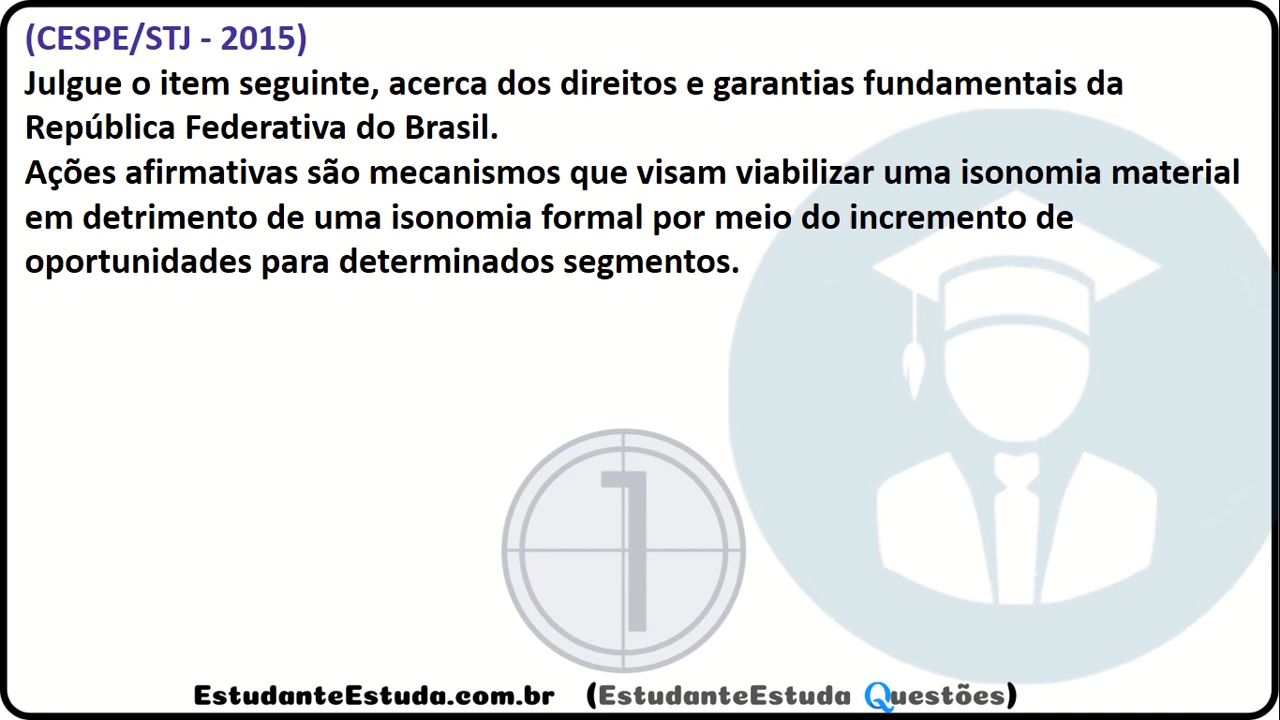 (CESPE/STJ - 2015)
Julgue o item seguinte, acerca dos direitos e garantias fundamentais da
República Federativa do Brasil.
Ações afirmativas são mecanismos que visam viabilizar uma isonomia material
em detrimento de uma isonomia formal por meio do incremento de
oportunidades para determinados segmentos.
1
EstudanteEstuda.com.br (EstudanteEstuda Questões)